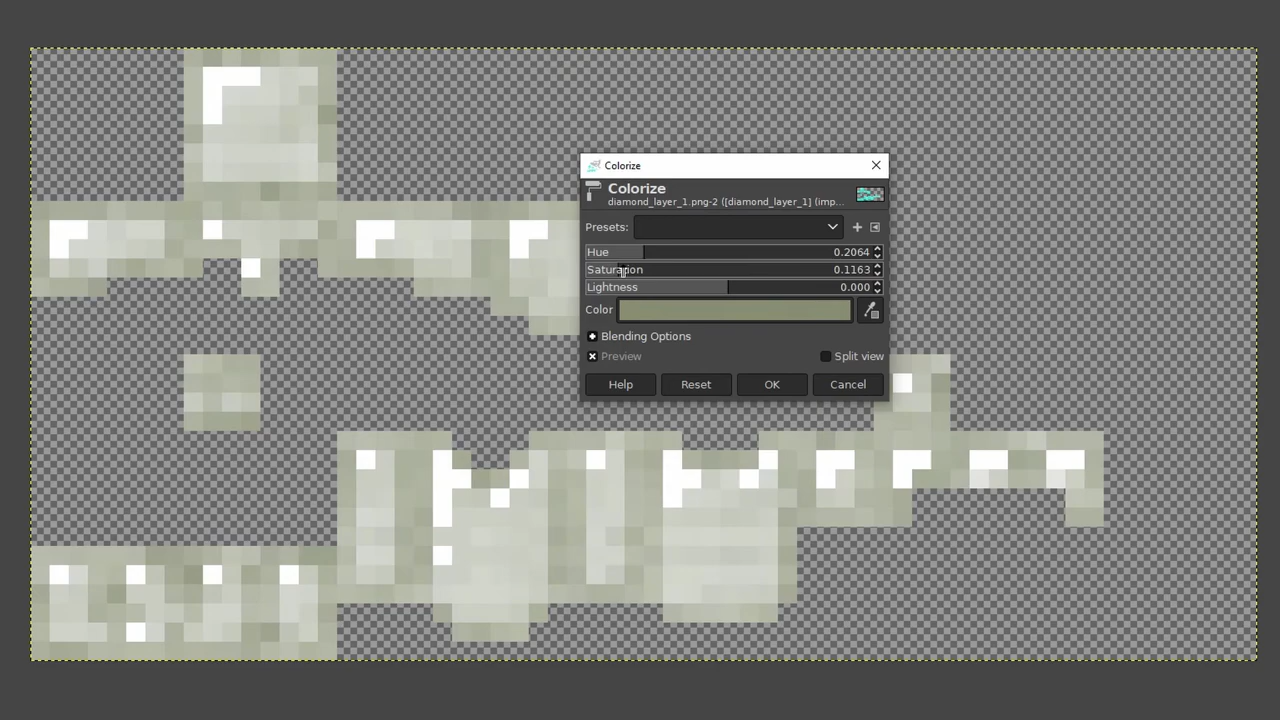 Colorize
Colorize
diamond_layer_1.png-2 ([diamond_layer_1] (imp...
Presets:
Hue 0.2064
Saturation 0.1163
Lightness 0.000
Color
Blending Options
Preview Split view
Help Reset OK Cancel